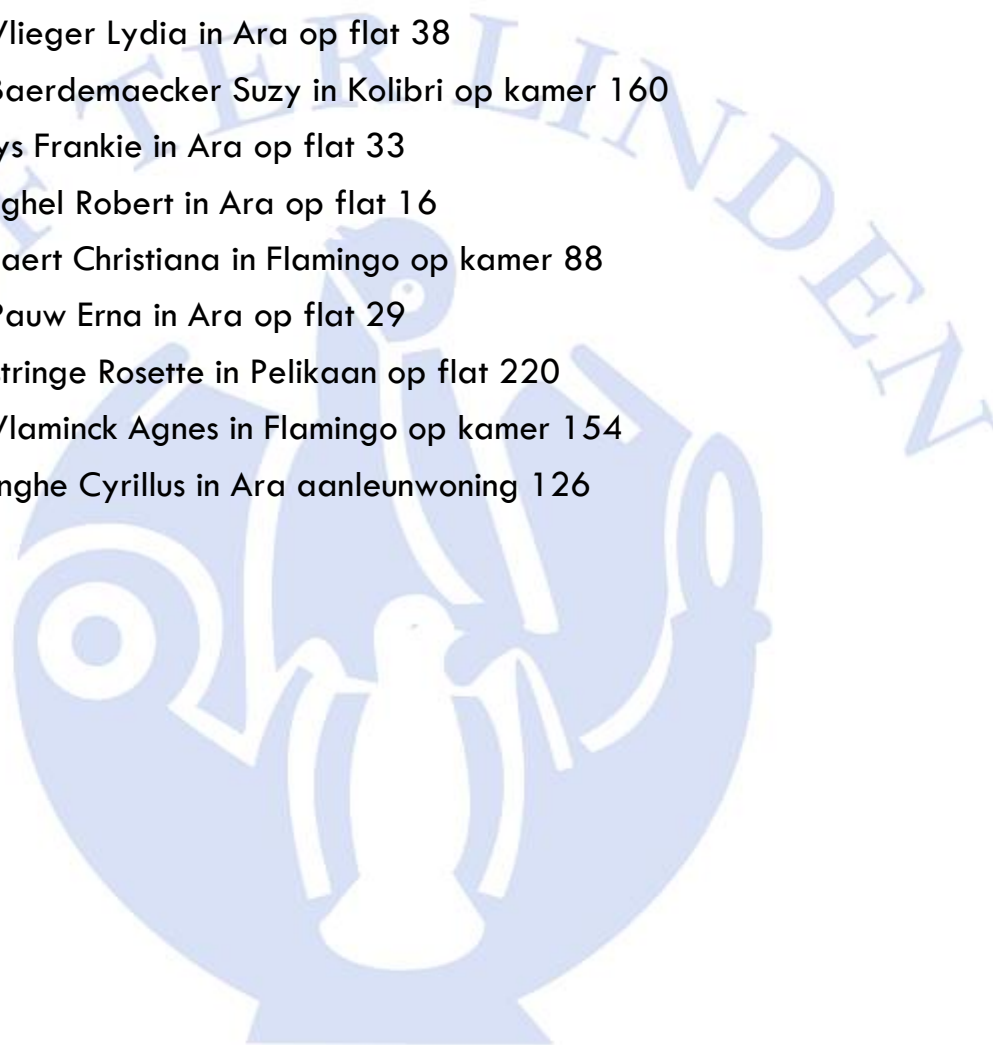 Vlieger Lydia in Ara op flat 38
Baerdemaecker Suzy in Kolibri op kamer 160
ys Frankie in Ara op flat 33
ghel Robert in Ara op flat 16
aert Christiana in Flamingo op kamer 88
Pauw Erna in Ara op flat 29
tringe Rosette in Pelikaan op flat 220
Vlaminck Agnes in Flamingo op kamer 154
nghe Cyrillus in Ara aanleunwoning 126
F TER LINDEN